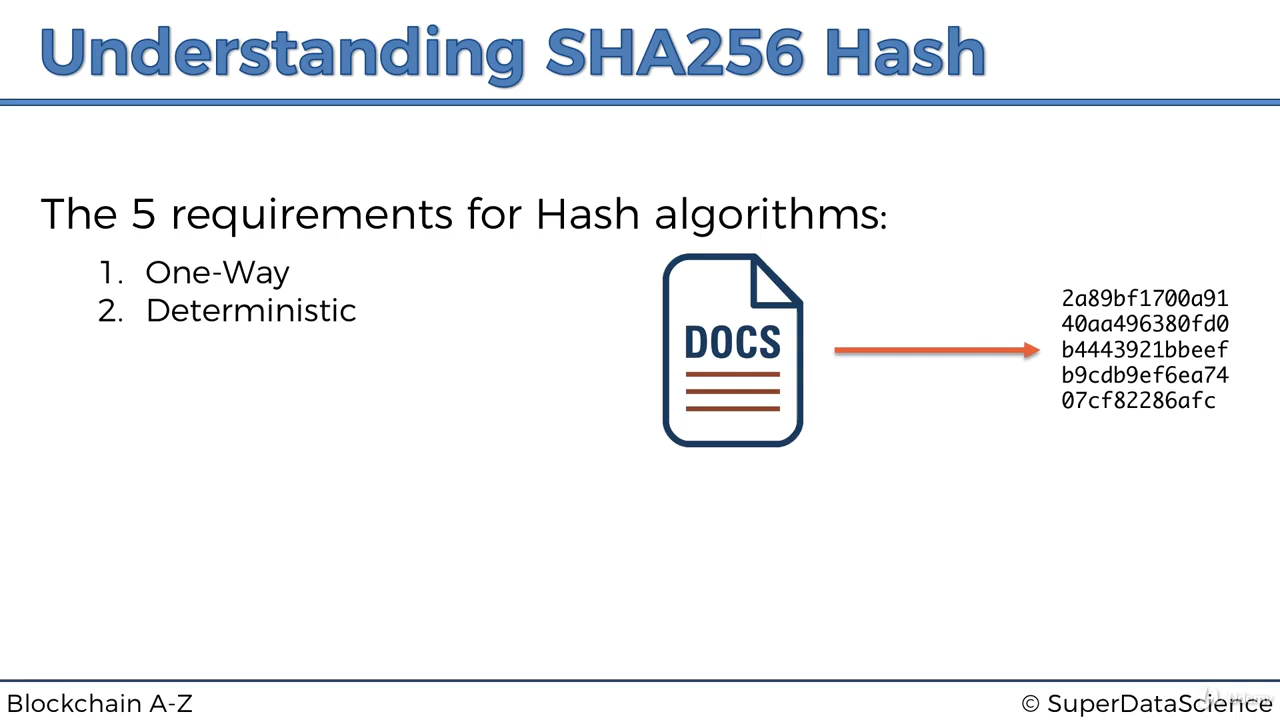 Understanding SHA256 Hash
The 5 requirements for Hash algorithms:
1. One-Way
2. Deterministic
DOCS
2a89bf1700a91
40aa496380fd0
b4443921bbeef
b9cdb9ef6ea74
07cf82286afc
Blockchain A-Z
© SuperDataScience